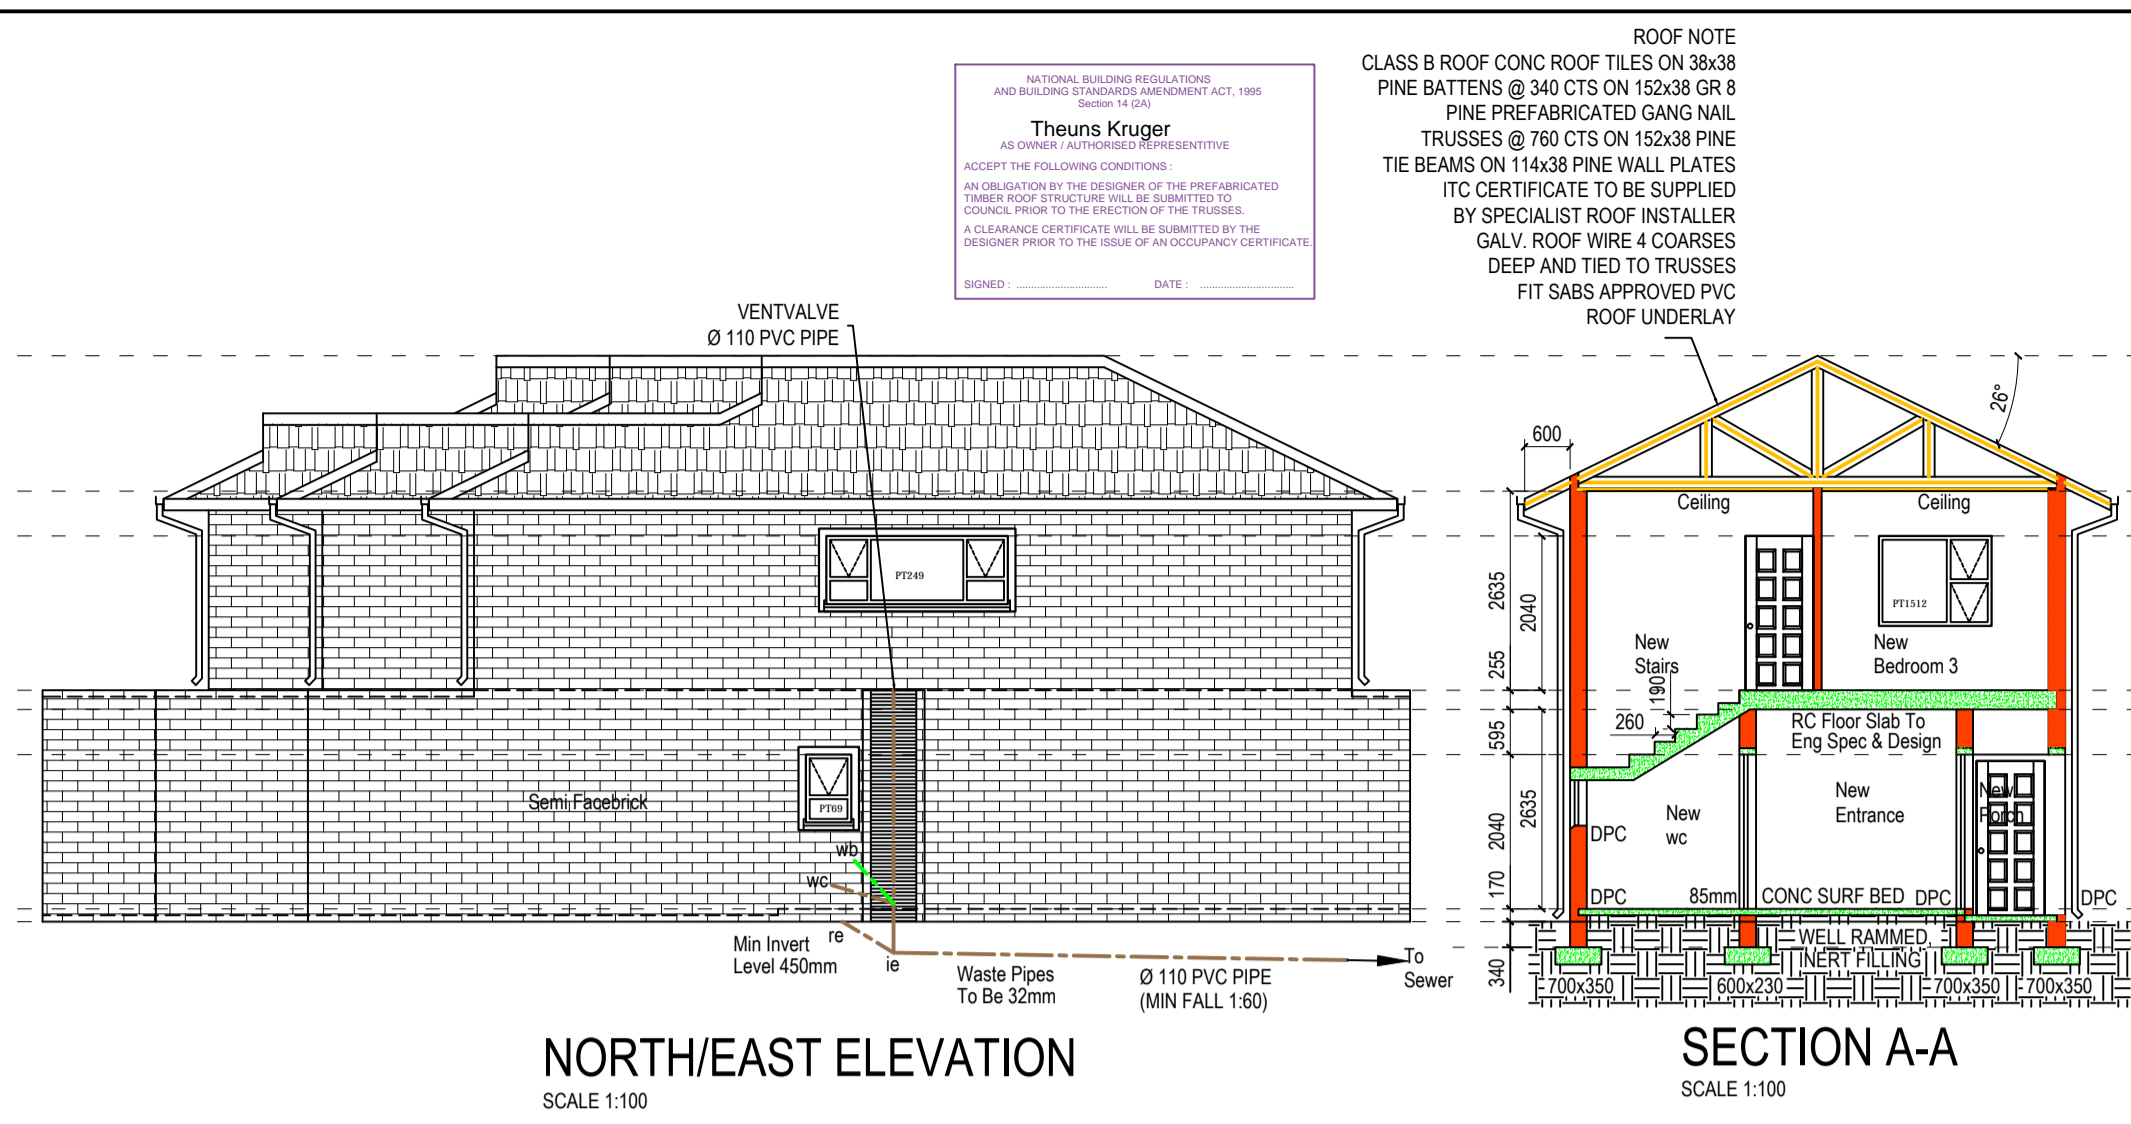 NATIONAL BUILDING REGULATIONS
AND BUILDING STANDARDS AMENDMENT ACT, 1995
Section 14 (2A)
Theuns Kruger
AS OWNER / AUTHORISED REPRESENTITIVE
ACCEPT THE FOLLOWING CONDITIONS :
AN OBLIGATION BY THE DESIGNER OF THE PREFABRICATED
TIMBER ROOF STRUCTURE WILL BE SUBMITTED TO
COUNCIL PRIOR TO THE ERECTION OF THE TRUSSES.
A CLEARANCE CERTIFICATE WILL BE SUBMITTED BY THE
DESIGNER PRIOR TO THE ISSUE OF AN OCCUPANCY CERTIFICATE.
SIGNED : ............................... DATE : ................................
ROOF NOTE
CLASS B ROOF CONC ROOF TILES ON 38x38
PINE BATTENS @ 340 CTS ON 152x38 GR 8
PINE PREFABRICATED GANG NAIL
TRUSSES @ 760 CTS ON 152x38 PINE
TIE BEAMS ON 114x38 PINE WALL PLATES
ITC CERTIFICATE TO BE SUPPLIED
BY SPECIALIST ROOF INSTALLER
GALV. ROOF WIRE 4 COARSES
DEEP AND TIED TO TRUSSES
FIT SABS APPROVED PVC
ROOF UNDERLAY
VENTVALVE
Ø 110 PVC PIPE
PT249
Semi Facebrick
PT69
wb
wc
re
ie
Min Invert
Level 450mm
Waste Pipes
To Be 32mm
Ø 110 PVC PIPE
(MIN FALL 1:60)
To
Sewer
NORTH/EAST ELEVATION
SCALE 1:100
26°
600
Ceiling
Ceiling
2635
2040
255
New
Stairs
190
260
PT1512
New
Bedroom 3
595
RC Floor Slab To
Eng Spec & Design
2635
2040
170
340
New
wc
New
Entrance
New
Porch
DPC
DPC
85mm
CONC SURF BED
DPC
DPC
WELL RAMMED,
INERT FILLING
700x350
600x230
700x350
700x350
SECTION A-A
SCALE 1:100